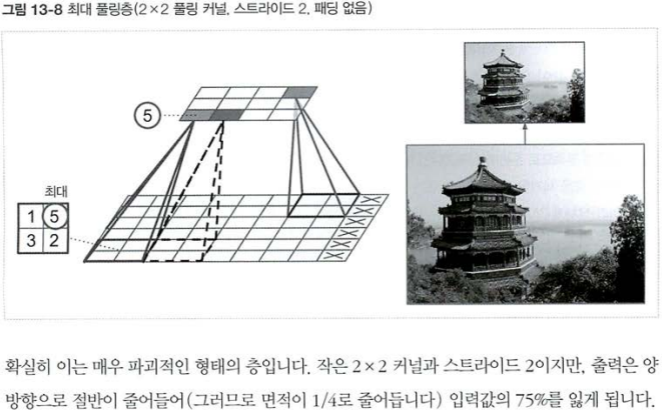 그림 13-8 최대 풀링층(2×2 풀링 커널, 스트라이드 2, 패딩 없음)
5
최대
1 5
3 2
X
X
X
X
X
X
확실히 이는 매우 파괴적인 형태의 층입니다. 작은 2×2 커널과 스트라이드 2이지만, 출력은 양
방향으로 절반이 줄어들어(그러므로 면적이 1/4로 줄어듭니다) 입력값의 75%를 잃게 됩니다.